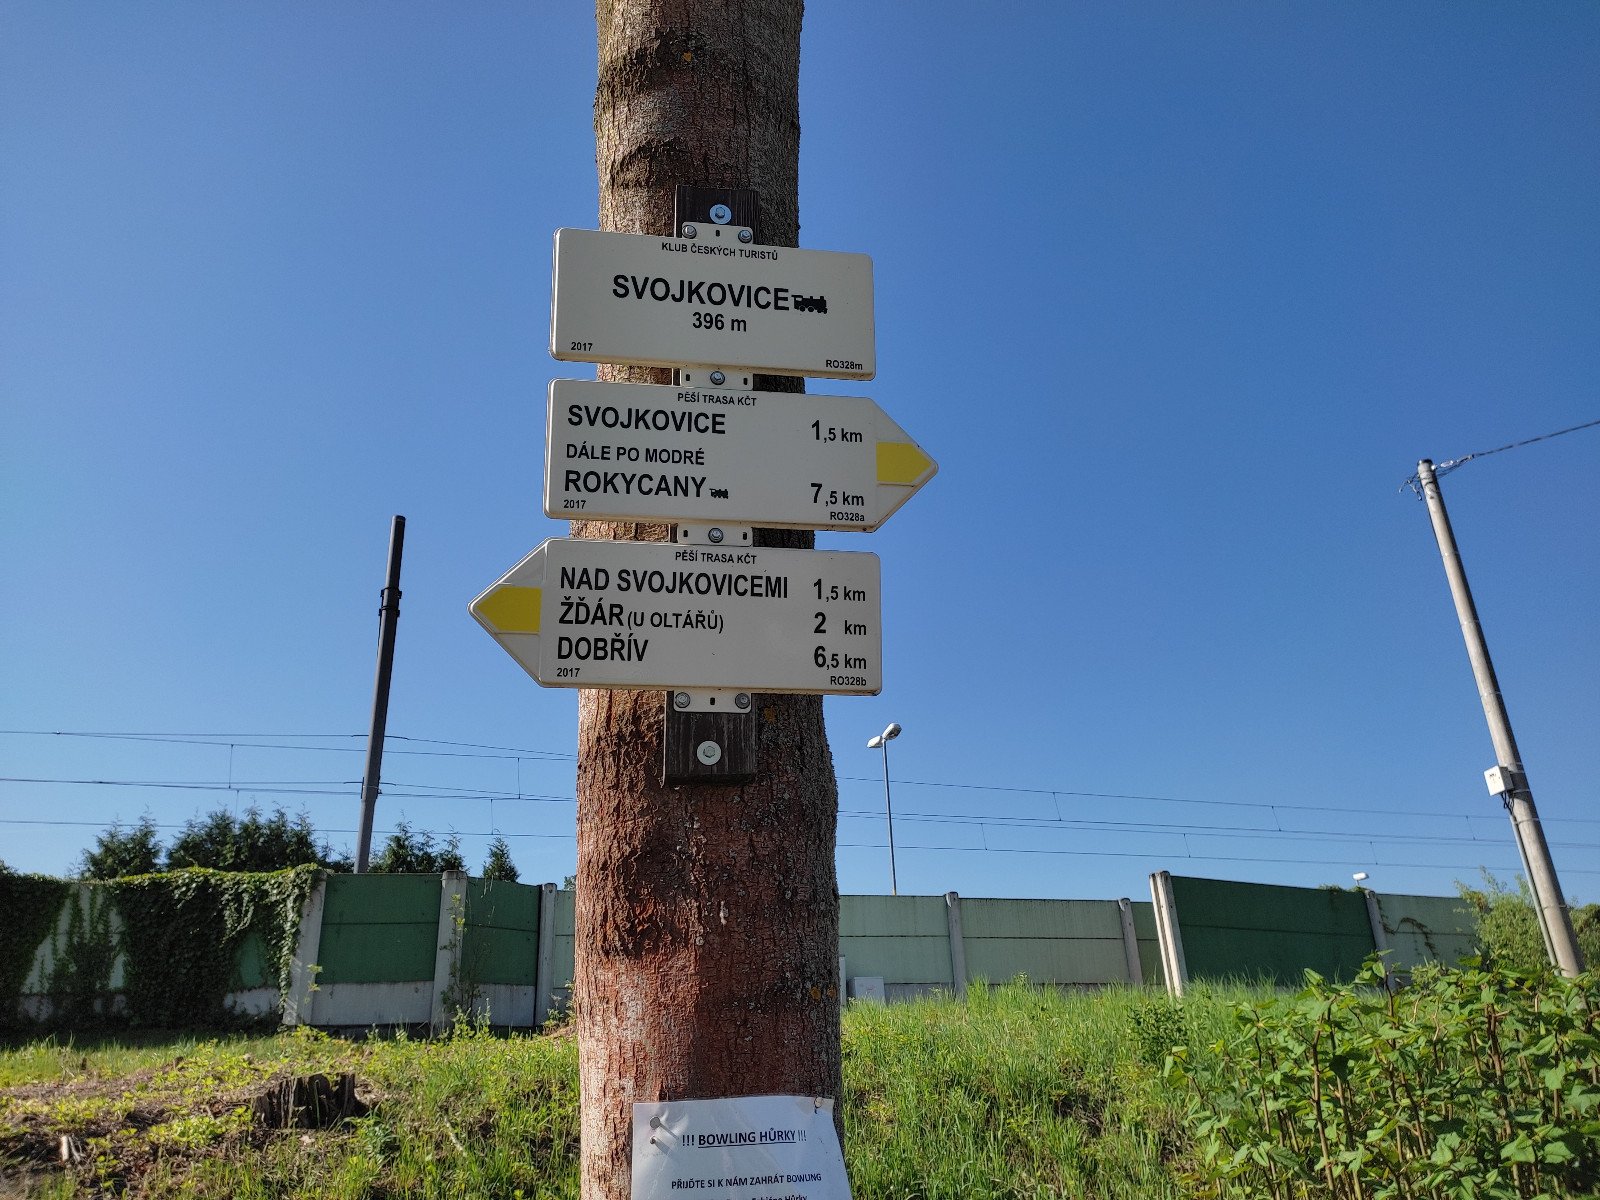 KLUB ČESKÝCH TURISTŮ
SVOJKOVICE
396 m
2017 RO328m
PĚŠÍ TRASA KČT
SVOJKOVICE 1,5 km
DÁLE PO MODRÉ
ROKYCANY 7,5 km
2017 RO328a
PĚŠÍ TRASA KČT
NAD SVOJKOVICEMI 1,5 km
ŽĎÁR (U OLTÁŘŮ) 2 km
DOBŘÍV 6,5 km
2017 RO328b
!!! BOWLING HŮRKY !!!
PŘIJĎTE SI K NÁM ZAHRÁT BOWLING
Hůrky